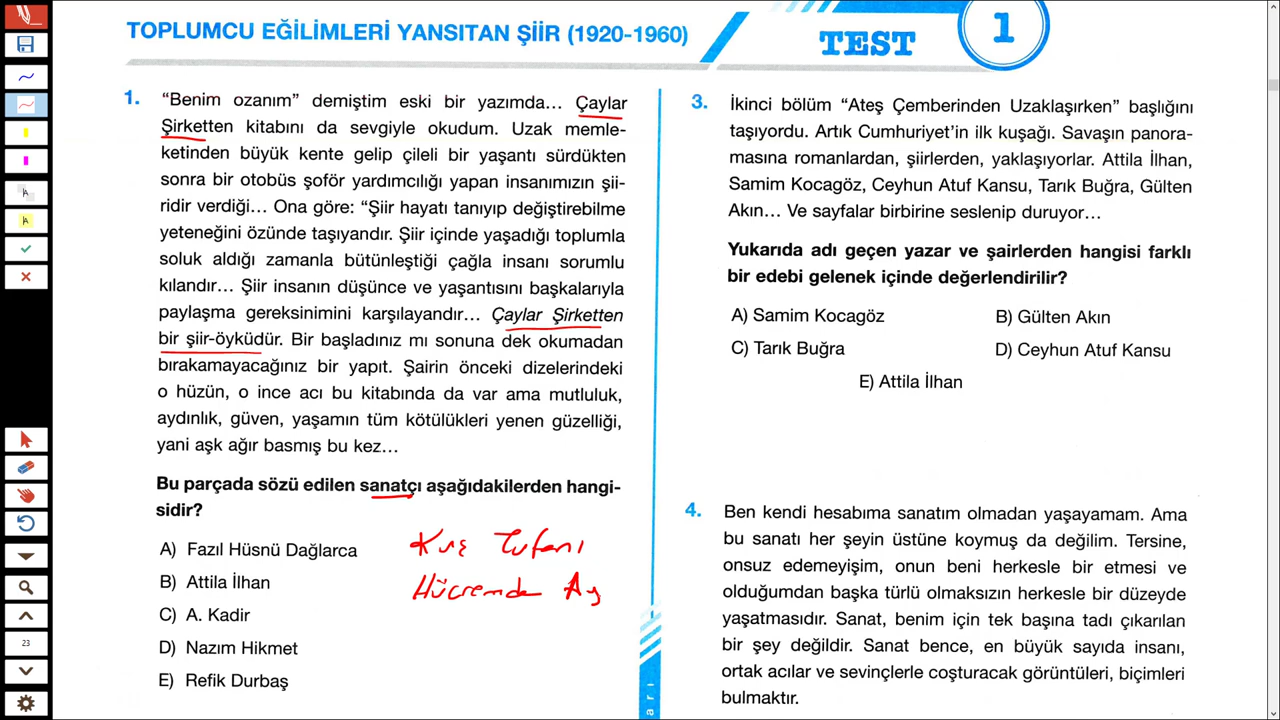 TOPLUMCU EĞİLİMLERİ YANSITAN ŞİİR (1920-1960)
TEST
1
1.
“Benim ozanım” demiştim eski bir yazımda... Çaylar
Şirketten kitabını da sevgiyle okudum. Uzak memle-
ketinden büyük kente gelip çileli bir yaşantı sürdükten
sonra bir otobüs şoför yardımcılığı yapan insanımızın şii-
ridir verdiği... Ona göre: “Şiir hayatı tanıyıp değiştirebilme
yeteneğini özünde taşıyandır. Şiir içinde yaşadığı toplumla
soluk aldığı zamanla bütünleştiği çağla insanı sorumlu
kılandır... Şiir insanın düşünce ve yaşantısını başkalarıyla
paylaşma gereksinimini karşılayandır... Çaylar Şirketten
bir şiir-öyküdür. Bir başladınız mı sonuna dek okumadan
bırakamayacağınız bir yapıt. Şairin önceki dizelerindeki
o hüzün, o ince acı bu kitabında da var ama mutluluk,
aydınlık, güven, yaşamın tüm kötülükleri yenen güzelliği,
yani aşk ağır basmış bu kez...
Bu parçada sözü edilen sanatçı aşağıdakilerden hangi-
sidir?
A) Fazıl Hüsnü Dağlarca
B) Attila İlhan
C) A. Kadir
D) Nazım Hikmet
E) Refik Durbaş
Kuş Tufanı
Hücremde Ay
3.
İkinci bölüm “Ateş Çemberinden Uzaklaşırken” başlığını
taşıyordu. Artık Cumhuriyet’in ilk kuşağı. Savaşın panora-
masına romanlardan, şiirlerden, yaklaşıyorlar. Attila İlhan,
Samim Kocagöz, Ceyhun Atuf Kansu, Tarık Buğra, Gülten
Akın... Ve sayfalar birbirine seslenip duruyor...
Yukarıda adı geçen yazar ve şairlerden hangisi farklı
bir edebi gelenek içinde değerlendirilir?
A) Samim Kocagöz
B) Gülten Akın
C) Tarık Buğra
D) Ceyhun Atuf Kansu
E) Attila İlhan
4.
Ben kendi hesabıma sanatım olmadan yaşayamam. Ama
bu sanatı her şeyin üstüne koymuş da değilim. Tersine,
onsuz edemeyişim, onun beni herkesle bir etmesi ve
olduğumdan başka türlü olmaksızın herkesle bir düzeyde
yaşatmasıdır. Sanat, benim için tek başına tadı çıkarılan
bir şey değildir. Sanat bence, en büyük sayıda insanı,
ortak acılar ve sevinçlerle coşturacak görüntüleri, biçimleri
bulmaktır.
arı
23